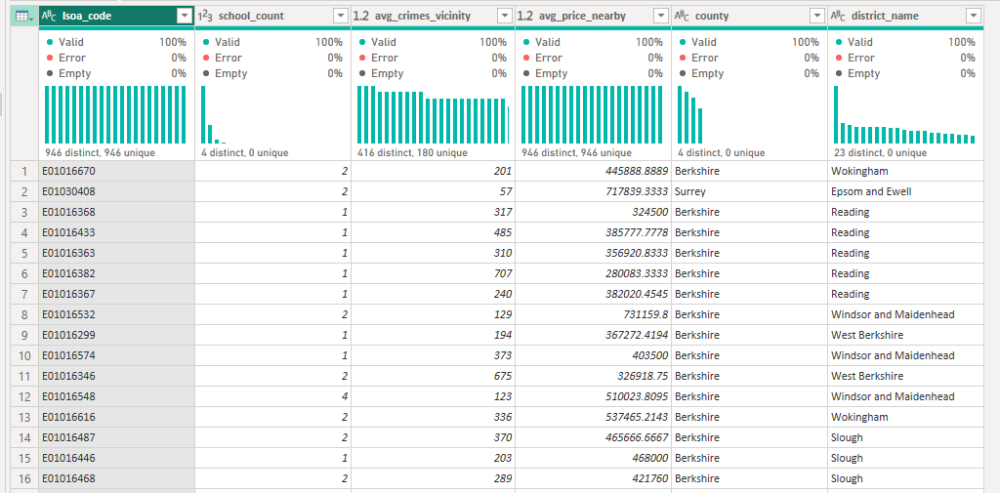 ABC lsoa_code 123 school_count 1.2 avg_crimes_vicinity 1.2 avg_price_nearby ABC county ABC district_name
Valid 100% Valid 100% Valid 100% Valid 100% Valid 100% Valid 100%
Error 0% Error 0% Error 0% Error 0% Error 0% Error 0%
Empty 0% Empty 0% Empty 0% Empty 0% Empty 0% Empty 0%
946 distinct, 946 unique 4 distinct, 0 unique 416 distinct, 180 unique 946 distinct, 946 unique 4 distinct, 0 unique 23 distinct, 0 unique
1 E01016670 2 201 445888.8889 Berkshire Wokingham
2 E01030408 2 57 717839.3333 Surrey Epsom and Ewell
3 E01016368 1 317 324500 Berkshire Reading
4 E01016433 1 485 385777.7778 Berkshire Reading
5 E01016363 1 310 356920.8333 Berkshire Reading
6 E01016382 1 707 280083.3333 Berkshire Reading
7 E01016367 1 240 382020.4545 Berkshire Reading
8 E01016532 2 129 731159.8 Berkshire Windsor and Maidenhead
9 E01016299 1 194 367272.4194 Berkshire West Berkshire
10 E01016574 1 373 403500 Berkshire Windsor and Maidenhead
11 E01016346 2 675 326918.75 Berkshire West Berkshire
12 E01016548 4 123 510023.8095 Berkshire Windsor and Maidenhead
13 E01016616 2 336 537465.2143 Berkshire Wokingham
14 E01016487 2 370 465666.6667 Berkshire Slough
15 E01016446 1 203 468000 Berkshire Slough
16 E01016468 2 289 421760 Berkshire Slough